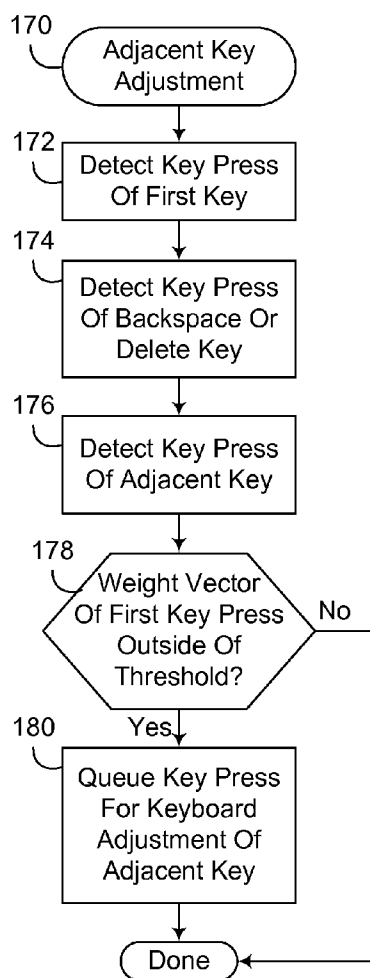 170
Adjacent Key
Adjustment
172
Detect Key Press
Of First Key
174
Detect Key Press
Of Backspace Or
Delete Key
176
Detect Key Press
Of Adjacent Key
178
Weight Vector
Of First Key Press
Outside Of
Threshold?
No
Yes
180
Queue Key Press
For Keyboard
Adjustment Of
Adjacent Key
Done